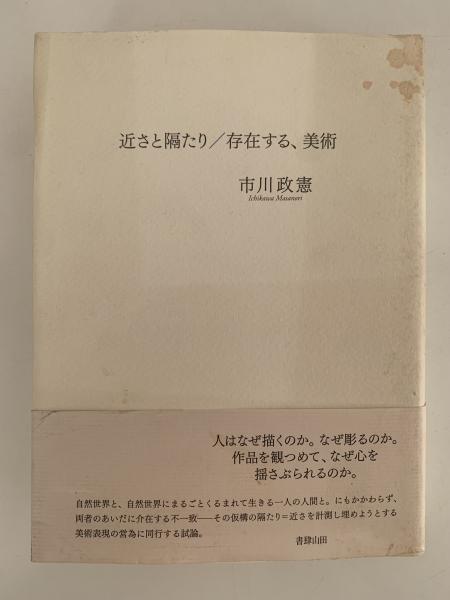 近さと隔たり／存在する、美術
市川政憲
Ichikawa Masanori
人はなぜ描くのか。なぜ彫るのか。
作品を観つめて、なぜ心を
揺さぶられるのか。
自然世界と、自然世界にまるごとくるまれて生きる一人の人間と。にもかかわらず、
両者のあいだに介在する不一致――その仮構の隔たり＝近さを計測し埋めようとする
美術表現の営為に同行する試論。
書肆山田